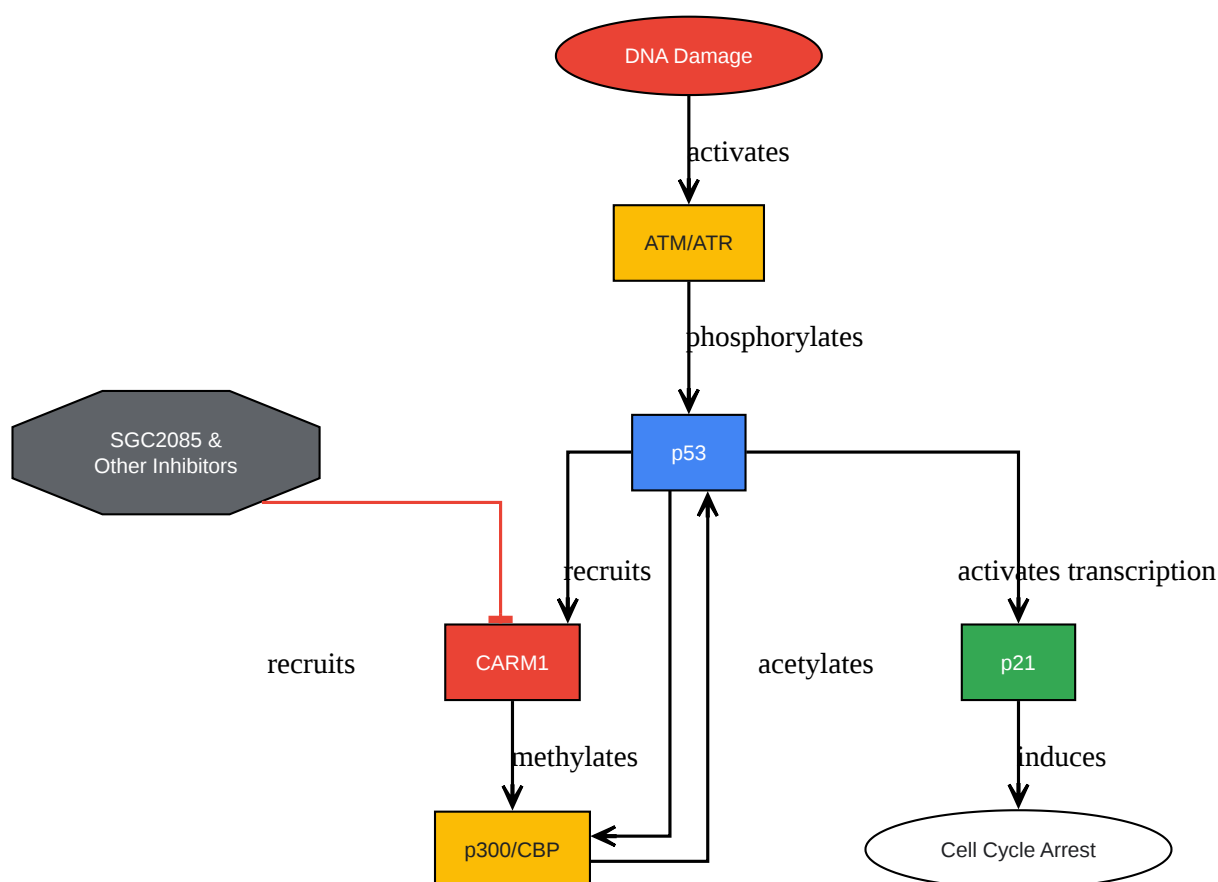 DNA Damage
activates
ATM/ATR
phosphorylates
SGC2085 &
Other Inhibitors
p53
recruits
activates transcription
recruits
CARM1
acetylates
p21
methylates
induces
p300/CBP
Cell Cycle Arrest